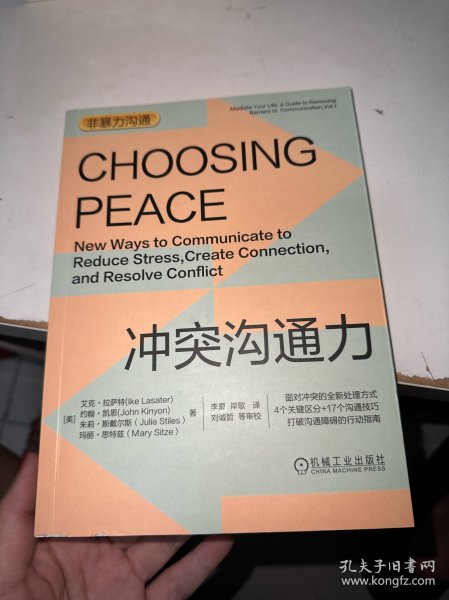 非暴力沟通
Mediate Your Life: A Guide to Removing
Barriers to Communication, Vol.1
CHOOSING
PEACE
New Ways to Communicate to
Reduce Stress,Create Connection,
and Resolve Conflict
冲突沟通力
[美]
艾克·拉萨特(Ike Lasater)
约翰·凯恩(John Kinyon)
朱莉·斯戴尔斯(Julie Stiles)
玛丽·思特兹(Mary Sitze)
著
李夏 岸歌 译
刘诚哲 等审校
面对冲突的全新处理方式
4个关键区分+17个沟通技巧
打破沟通障碍的行动指南
机械工业出版社
CHINA MACHINE PRESS
孔夫子旧书网
www.kongfz.com